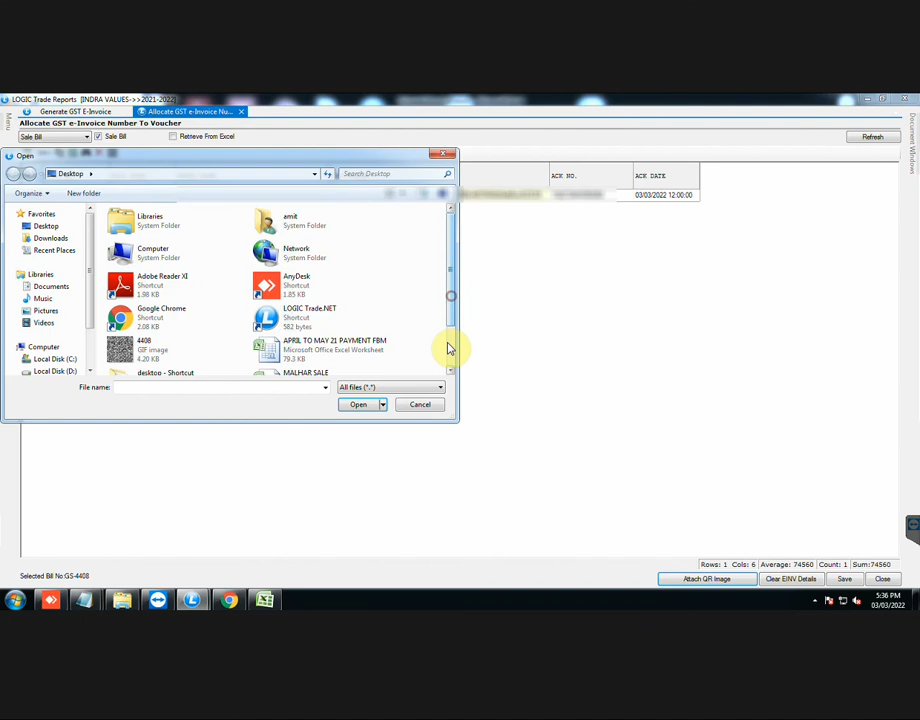 LOGIC Trade Reports [INDRA VALUES->>2021-2022]
Generate GST E-Invoice
Allocate GST e-Invoice Nu...
Allocate GST e-Invoice Number To Voucher
Menu
Document Windows
Sale Bill
Sale Bill
Retrieve From Excel
Refresh
Open
Desktop
Search Desktop
ACK NO.
ACK DATE
Organize
New folder
03/03/2022 12:00:00
Favorites
Desktop
Downloads
Recent Places
Libraries
Documents
Music
Pictures
Videos
Computer
Local Disk (C:)
Local Disk (D:)
Libraries
System Folder
amit
System Folder
Computer
System Folder
Network
System Folder
Adobe Reader XI
Shortcut
1.98 KB
AnyDesk
Shortcut
1.85 KB
Google Chrome
Shortcut
2.08 KB
LOGIC Trade.NET
Shortcut
582 bytes
4408
GIF image
4.20 KB
APRIL TO MAY 21 PAYMENT FBM
Microsoft Office Excel Worksheet
79.3 KB
desktop - Shortcut
MALHAR SALE
File name:
All files (*.*)
Open
Cancel
Rows: 1 Cols: 6 Average: 74560 Count: 1 Sum:74560
Selected Bill No:GS-4408
Attach QR Image
Clear EINV Details
Save
Close
5:36 PM
03/03/2022